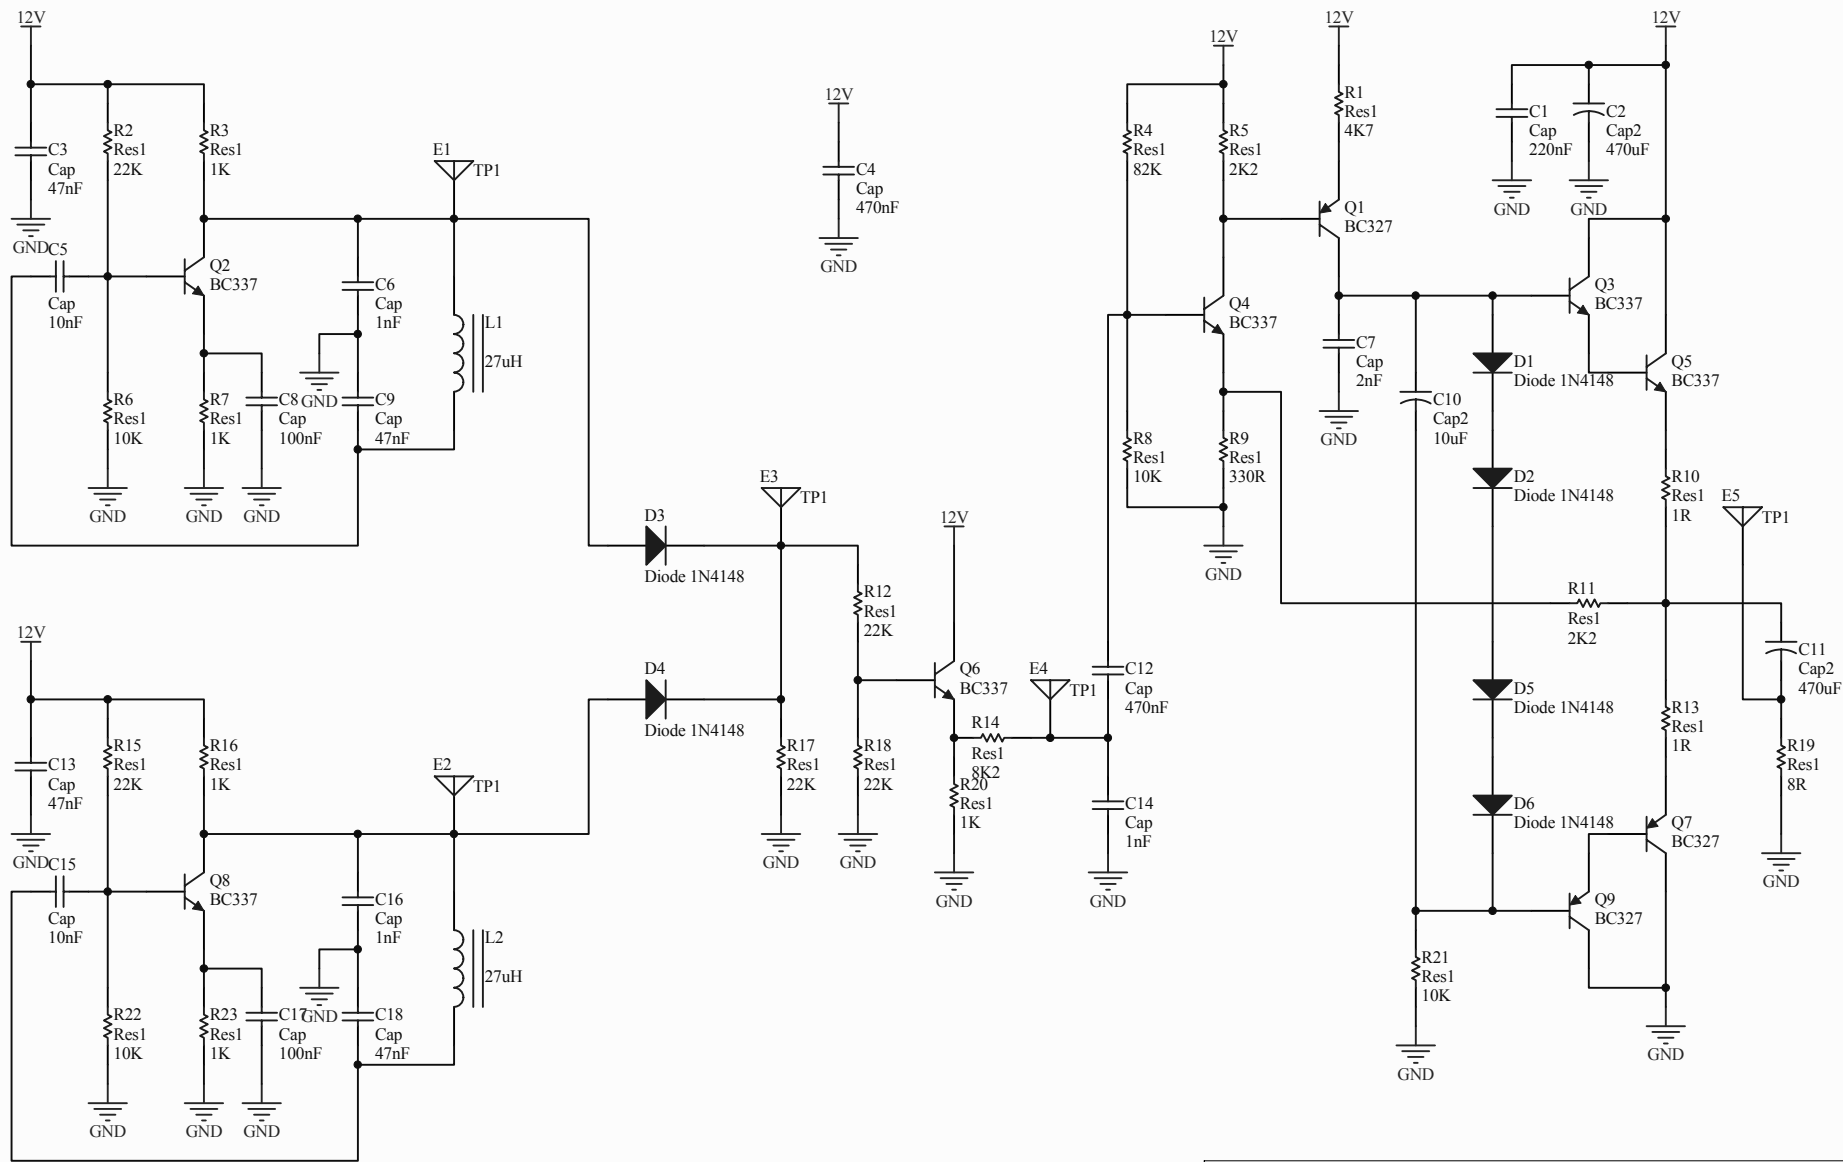 12V
R2
Res1
22K
R3
Res1
1K
C3
Cap
47nF
GND
C5
Cap
10nF
Q2
BC337
E1
TP1
C6
Cap
1nF
GND
L1
27uH
R6
Res1
10K
GND
R7
Res1
1K
GND
C8
Cap
100nF
GND
C9
Cap
47nF
12V
C4
Cap
470nF
GND
D3
Diode 1N4148
E3
TP1
12V
R12
Res1
22K
Q6
BC337
D4
Diode 1N4148
R17
Res1
22K
GND
R18
Res1
22K
GND
R14
Res1
8K2
R20
Res1
1K
GND
E4
TP1
C12
Cap
470nF
C14
Cap
1nF
GND
12V
R15
Res1
22K
R16
Res1
1K
C13
Cap
47nF
GND
C15
Cap
10nF
Q8
BC337
E2
TP1
C16
Cap
1nF
GND
L2
27uH
R22
Res1
10K
GND
R23
Res1
1K
GND
C17
Cap
100nF
GND
C18
Cap
47nF
12V
R4
Res1
82K
R5
Res1
2K2
Q4
BC337
R8
Res1
10K
R9
Res1
330R
GND
12V
R1
Res1
4K7
Q1
BC327
C7
Cap
2nF
GND
12V
C1
Cap
220nF
GND
C2
Cap2
470uF
GND
Q3
BC337
Q5
BC337
D1
Diode 1N4148
C10
Cap2
10uF
D2
Diode 1N4148
R10
Res1
1R
E5
TP1
R11
Res1
2K2
C11
Cap2
470uF
D5
Diode 1N4148
R13
Res1
1R
R19
Res1
8R
GND
D6
Diode 1N4148
Q7
BC327
Q9
BC327
R21
Res1
10K
GND
GND